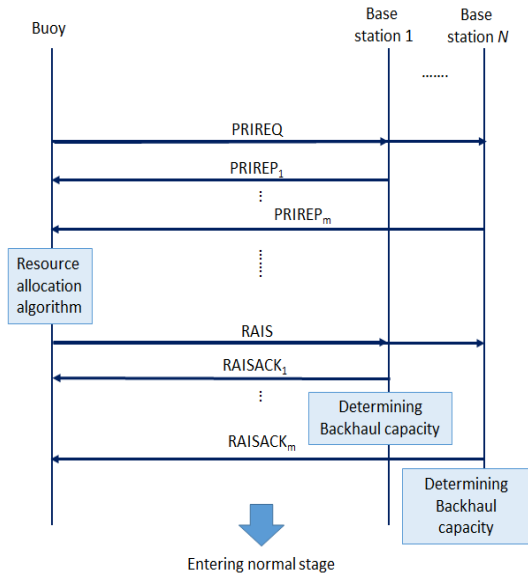 Buoy
Base
station 1
Base
station N
.......
PRIREQ
PRIREP1
...
PRIREPm
.......
Resource
allocation
algorithm
RAIS
RAISACK1
...
Determining
Backhaul capacity
RAISACKm
Determining
Backhaul
capacity
Entering normal stage